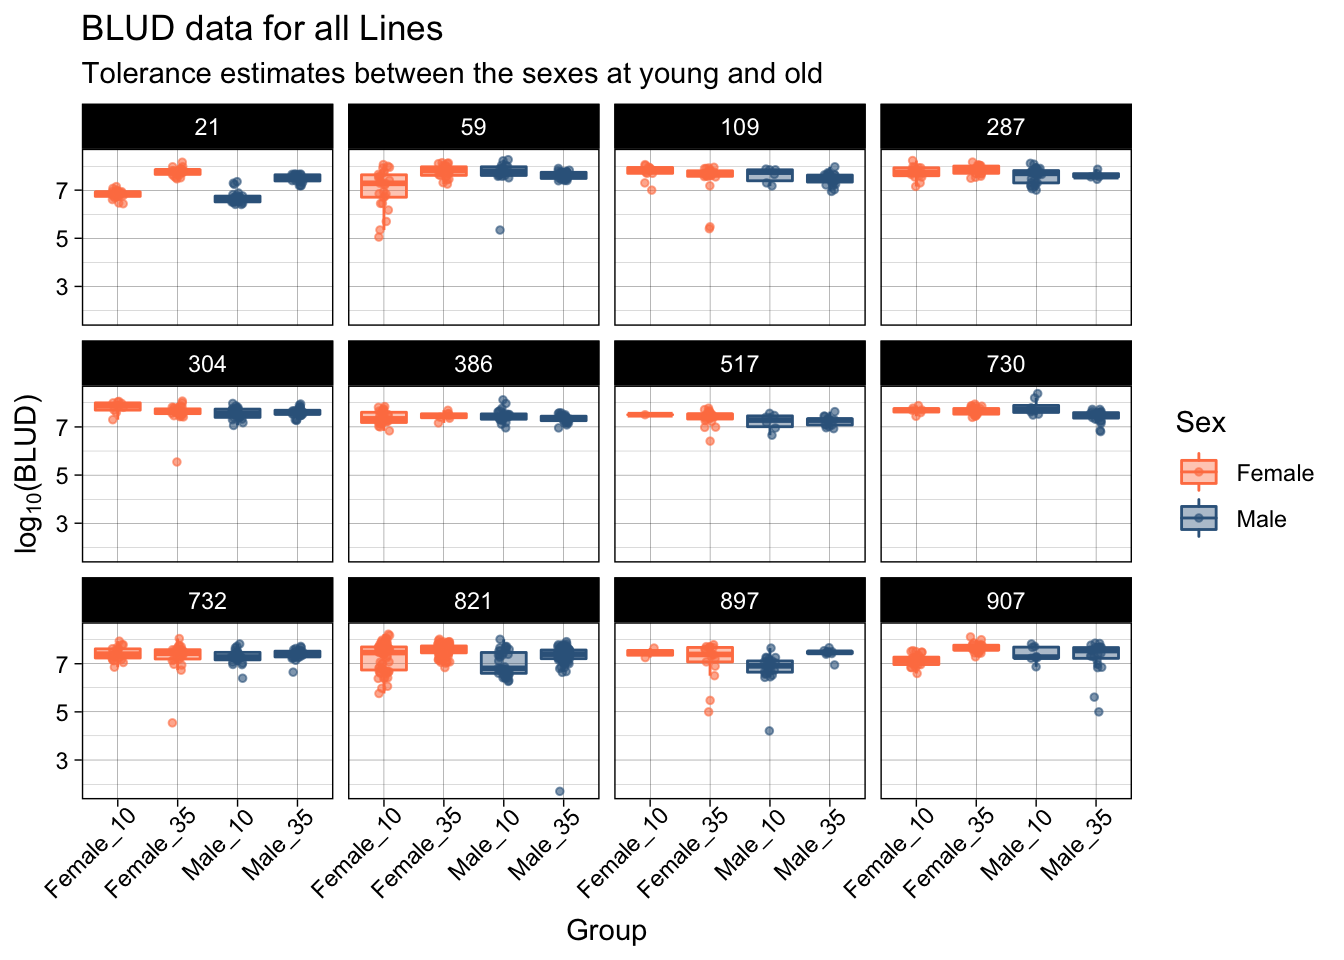 BLUD data for all Lines
Tolerance estimates between the sexes at young and old
21 59 109 287
7
5
3
304 386 517 730
7
5
3
732 821 897 907
7
5
3
log10(BLUD)
Female_10 Female_35 Male_10 Male_35 Female_10 Female_35 Male_10 Male_35 Female_10 Female_35 Male_10 Male_35 Female_10 Female_35 Male_10 Male_35
Group
Sex
Female
Male